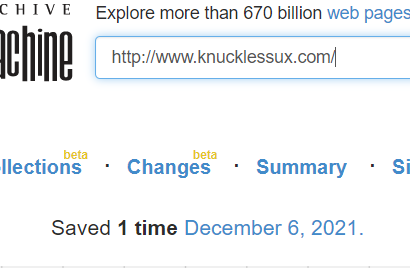 CHIVE
achine
Explore more than 670 billion web pages
http://www.knucklessux.com/
llections beta · Changes beta · Summary · Si
Saved 1 time December 6, 2021.